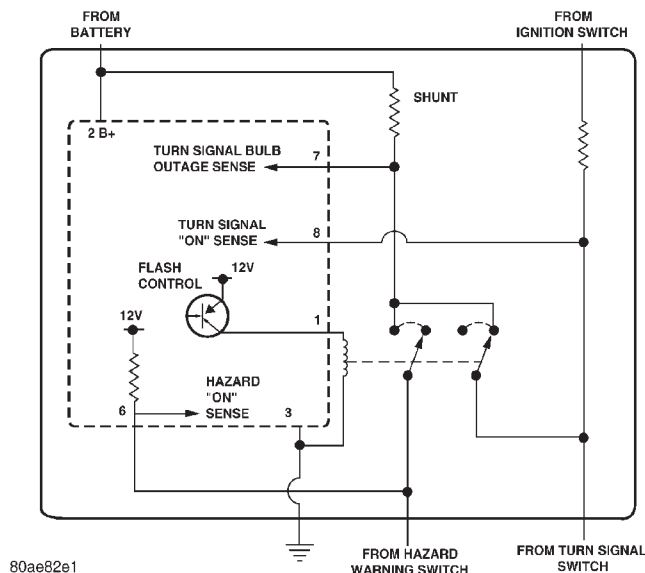 FROM
BATTERY
FROM
IGNITION SWITCH
SHUNT
2 B+
TURN SIGNAL BULB
OUTAGE SENSE
7
TURN SIGNAL
"ON" SENSE
8
FLASH
CONTROL
12V
12V
1
HAZARD
"ON"
SENSE
6
3
FROM HAZARD
WARNING SWITCH
FROM TURN SIGNAL
SWITCH
80ae82e1